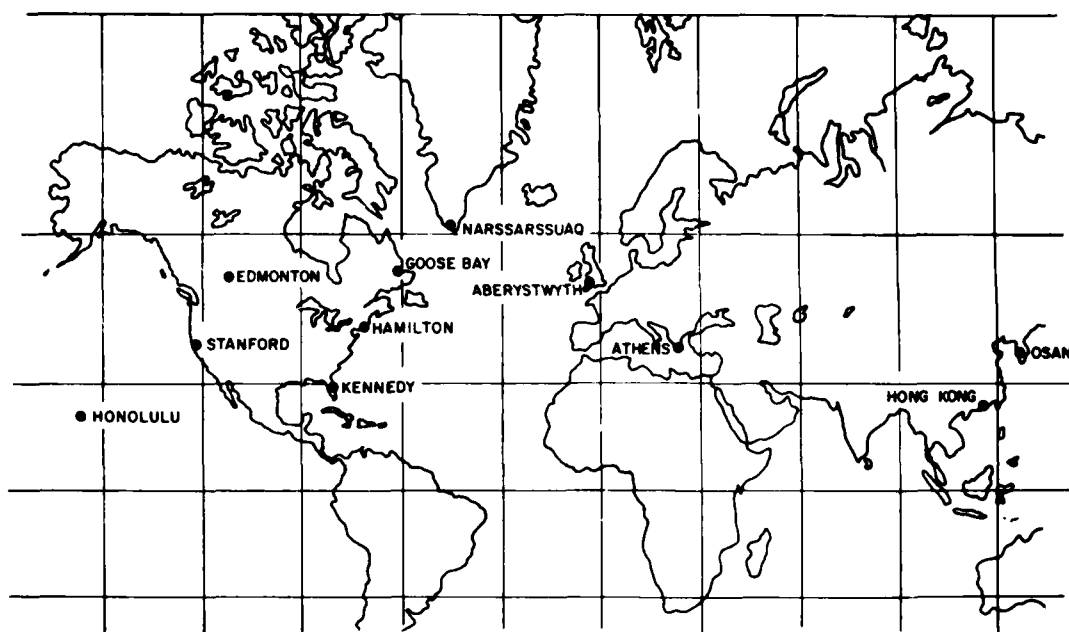 NARSSARSSUAQ
GOOSE BAY
EDMONTON
ABERYSTWYTH
HAMILTON
STANFORD
ATHENS
OSAN
KENNEDY
HONG KONG
HONOLULU